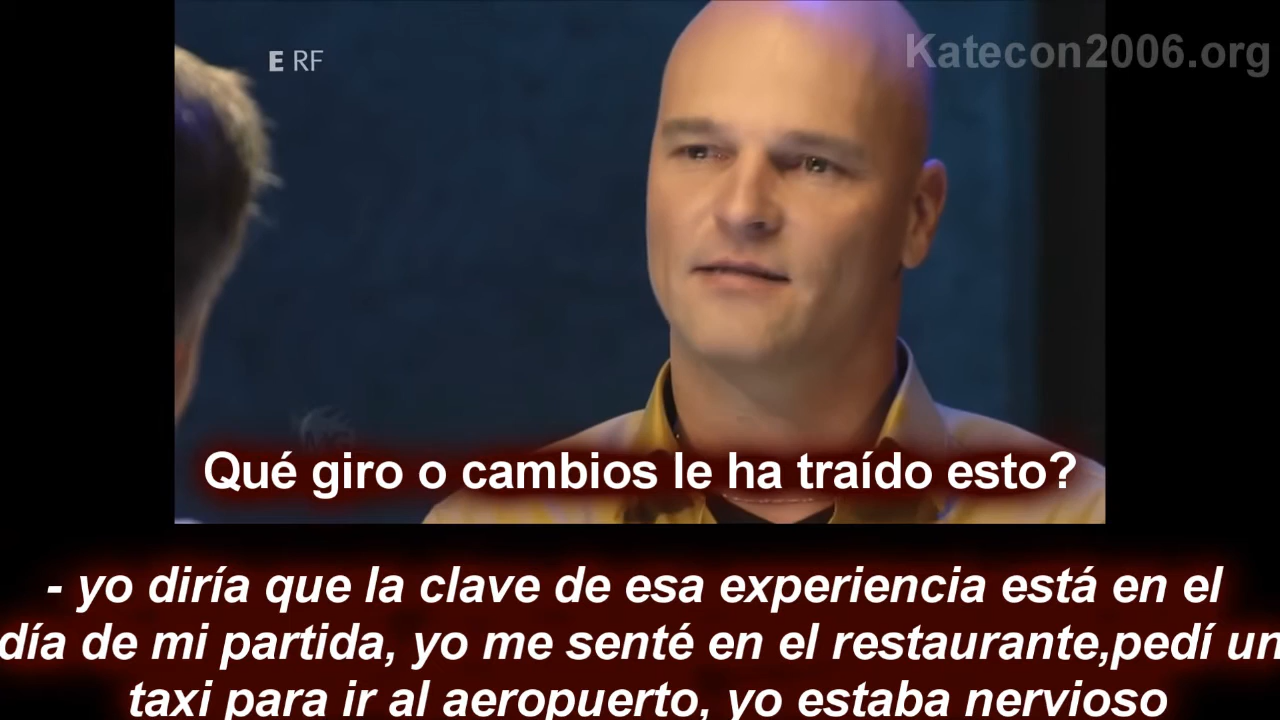 E RF
Katecon2006.org
Qué giro o cambios le ha traído esto?
- yo diría que la clave de esa experiencia está en el
día de mi partida, yo me senté en el restaurante,pedí un
taxi para ir al aeropuerto, yo estaba nervioso